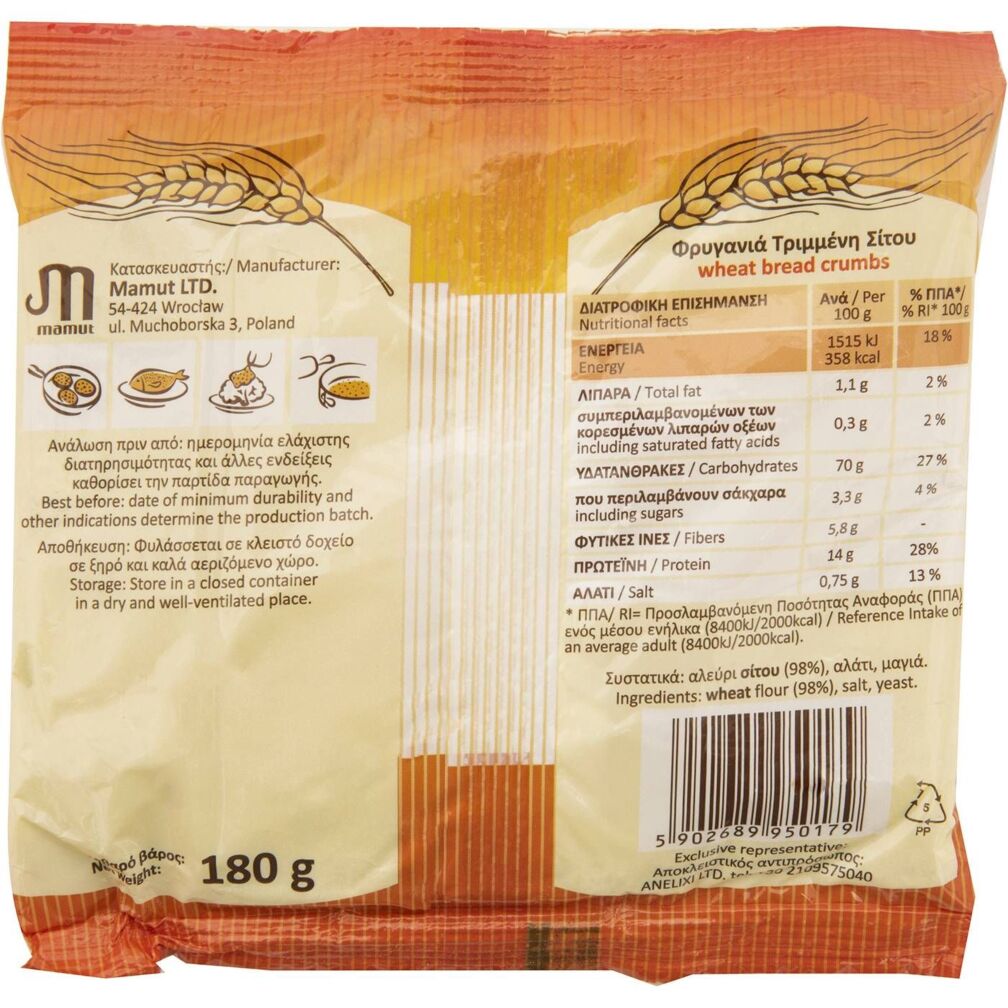 mamut
Κατασκευαστής:/ Manufacturer:
Mamut LTD.
54-424 Wrocław
ul. Muchoborska 3, Poland
Ανάλωση πριν από: ημερομηνία ελάχιστης
διατηρησιμότητας και άλλες ενδείξεις
καθορίσει την παρτίδα παραγωγής.
Best before: date of minimum durability and
other indications determine the production batch.
Αποθήκευση: Φυλάσσεται σε κλειστό δοχείο
σε ξηρό και καλά αεριζόμενο χώρο.
Storage: Store in a closed container
in a dry and well-ventilated place.
βάρος:
180 g
Φρυγανιά Τριμμένη Σίτου
wheat bread crumbs
ΔΙΑΤΡΟΦΙΚΗ ΕΠΙΣΗΜΑΝΣΗ Ανά / Per % ΠΠΑ*/
Nutritional facts 100 g % RI* 100 g
ΕΝΕΡΓΕΙΑ 1515 kJ 18 %
Energy 358 kcal
ΛΙΠΑΡΑ / Total fat 1,1 g 2 %
συμπεριλαμβανομένων των
κορεσμένων λιπαρών οξέων 0,3 g 2 %
including saturated fatty acids
ΥΔΑΤΑΝΘΡΑΚΕΣ / Carbohydrates 70 g 27 %
που περιλαμβάνουν σάκχαρα 3,3 g 4 %
including sugars
ΦΥΤΙΚΕΣ ΙΝΕΣ / Fibers 5,8 g -
ΠΡΩΤΕΪΝΗ / Protein 14 g 28%
ΑΛΑΤΙ / Salt 0,75 g 13 %
* ΠΠΑ/ RI= Προσλαμβανόμενη Ποσότητας Αναφοράς (ΠΠΑ)
ενός μέσου ενήλικα (8400kJ/2000kcal) / Reference Intake of
an average adult (8400kJ/2000kcal).
Συστατικά: αλεύρι σίτου (98%), αλάτι, μαγιά.
Ingredients: wheat flour (98%), salt, yeast.
5 902689 950179
5
PP
Exclusive representative:
Αποκλειστικός αντιπρόσωπος:
ANELIXI LTD, 2109575040